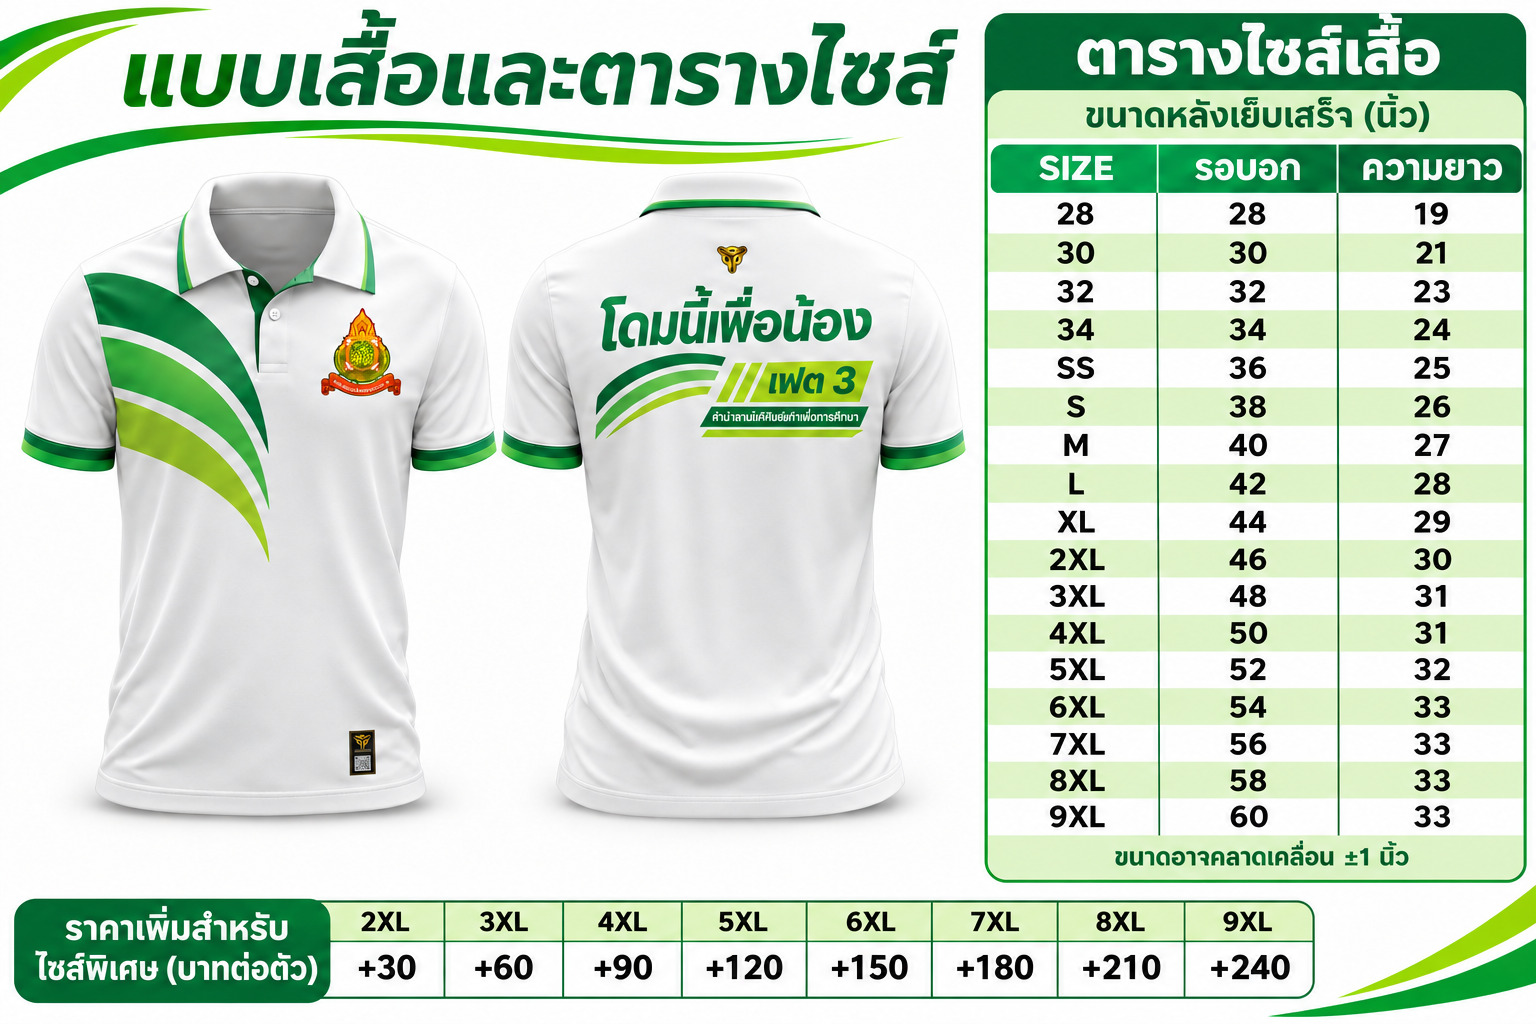 แบบเสื้อและตารางไซส์
โดมนี้เพื่อน้อง
เฟต 3
ตารางไซส์เสื้อ
ขนาดหลังเย็บเสร็จ (นิ้ว)
SIZE รอบอก ความยาว
28 28 19
30 30 21
32 32 23
34 34 24
SS 36 25
S 38 26
M 40 27
L 42 28
XL 44 29
2XL 46 30
3XL 48 31
4XL 50 31
5XL 52 32
6XL 54 33
7XL 56 33
8XL 58 33
9XL 60 33
ขนาดอาจคลาดเคลื่อน ±1 นิ้ว
ราคาเพิ่มสำหรับ
ไซส์พิเศษ (บาทต่อตัว)
2XL 3XL 4XL 5XL 6XL 7XL 8XL 9XL
+30 +60 +90 +120 +150 +180 +210 +240